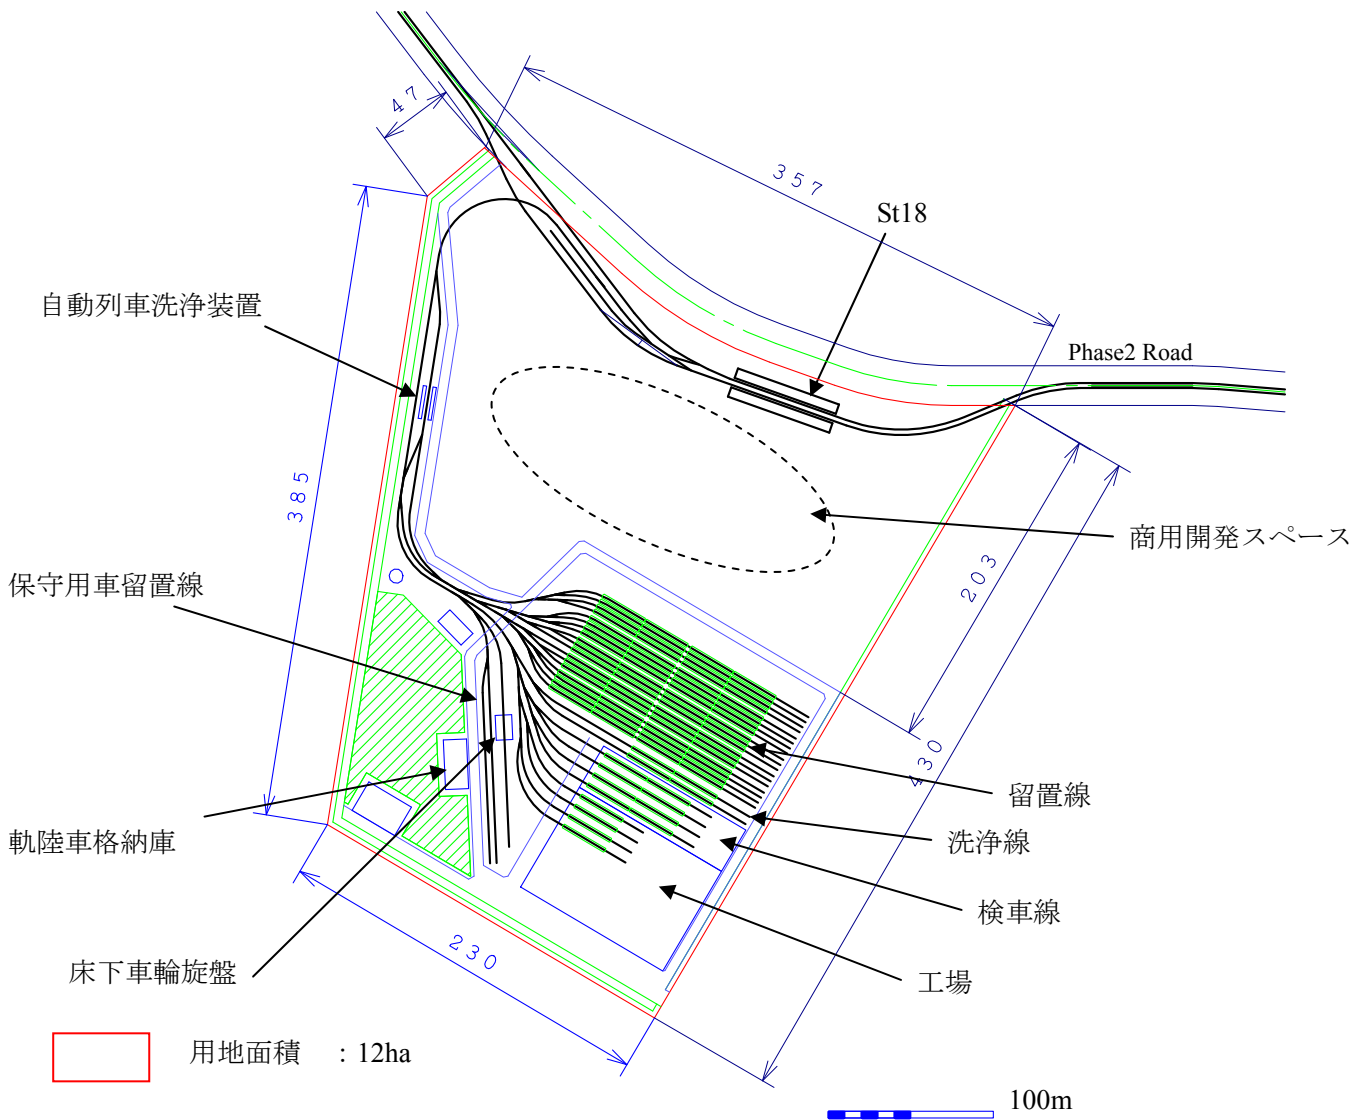 47
357
St18
自動列車洗浄装置
Phase2 Road
385
商用開発スペース
203
保守用車留置線
430
留置線
軌陸車格納庫
洗浄線
検車線
230
床下車輪旋盤
工場
用地面積 : 12ha
100m